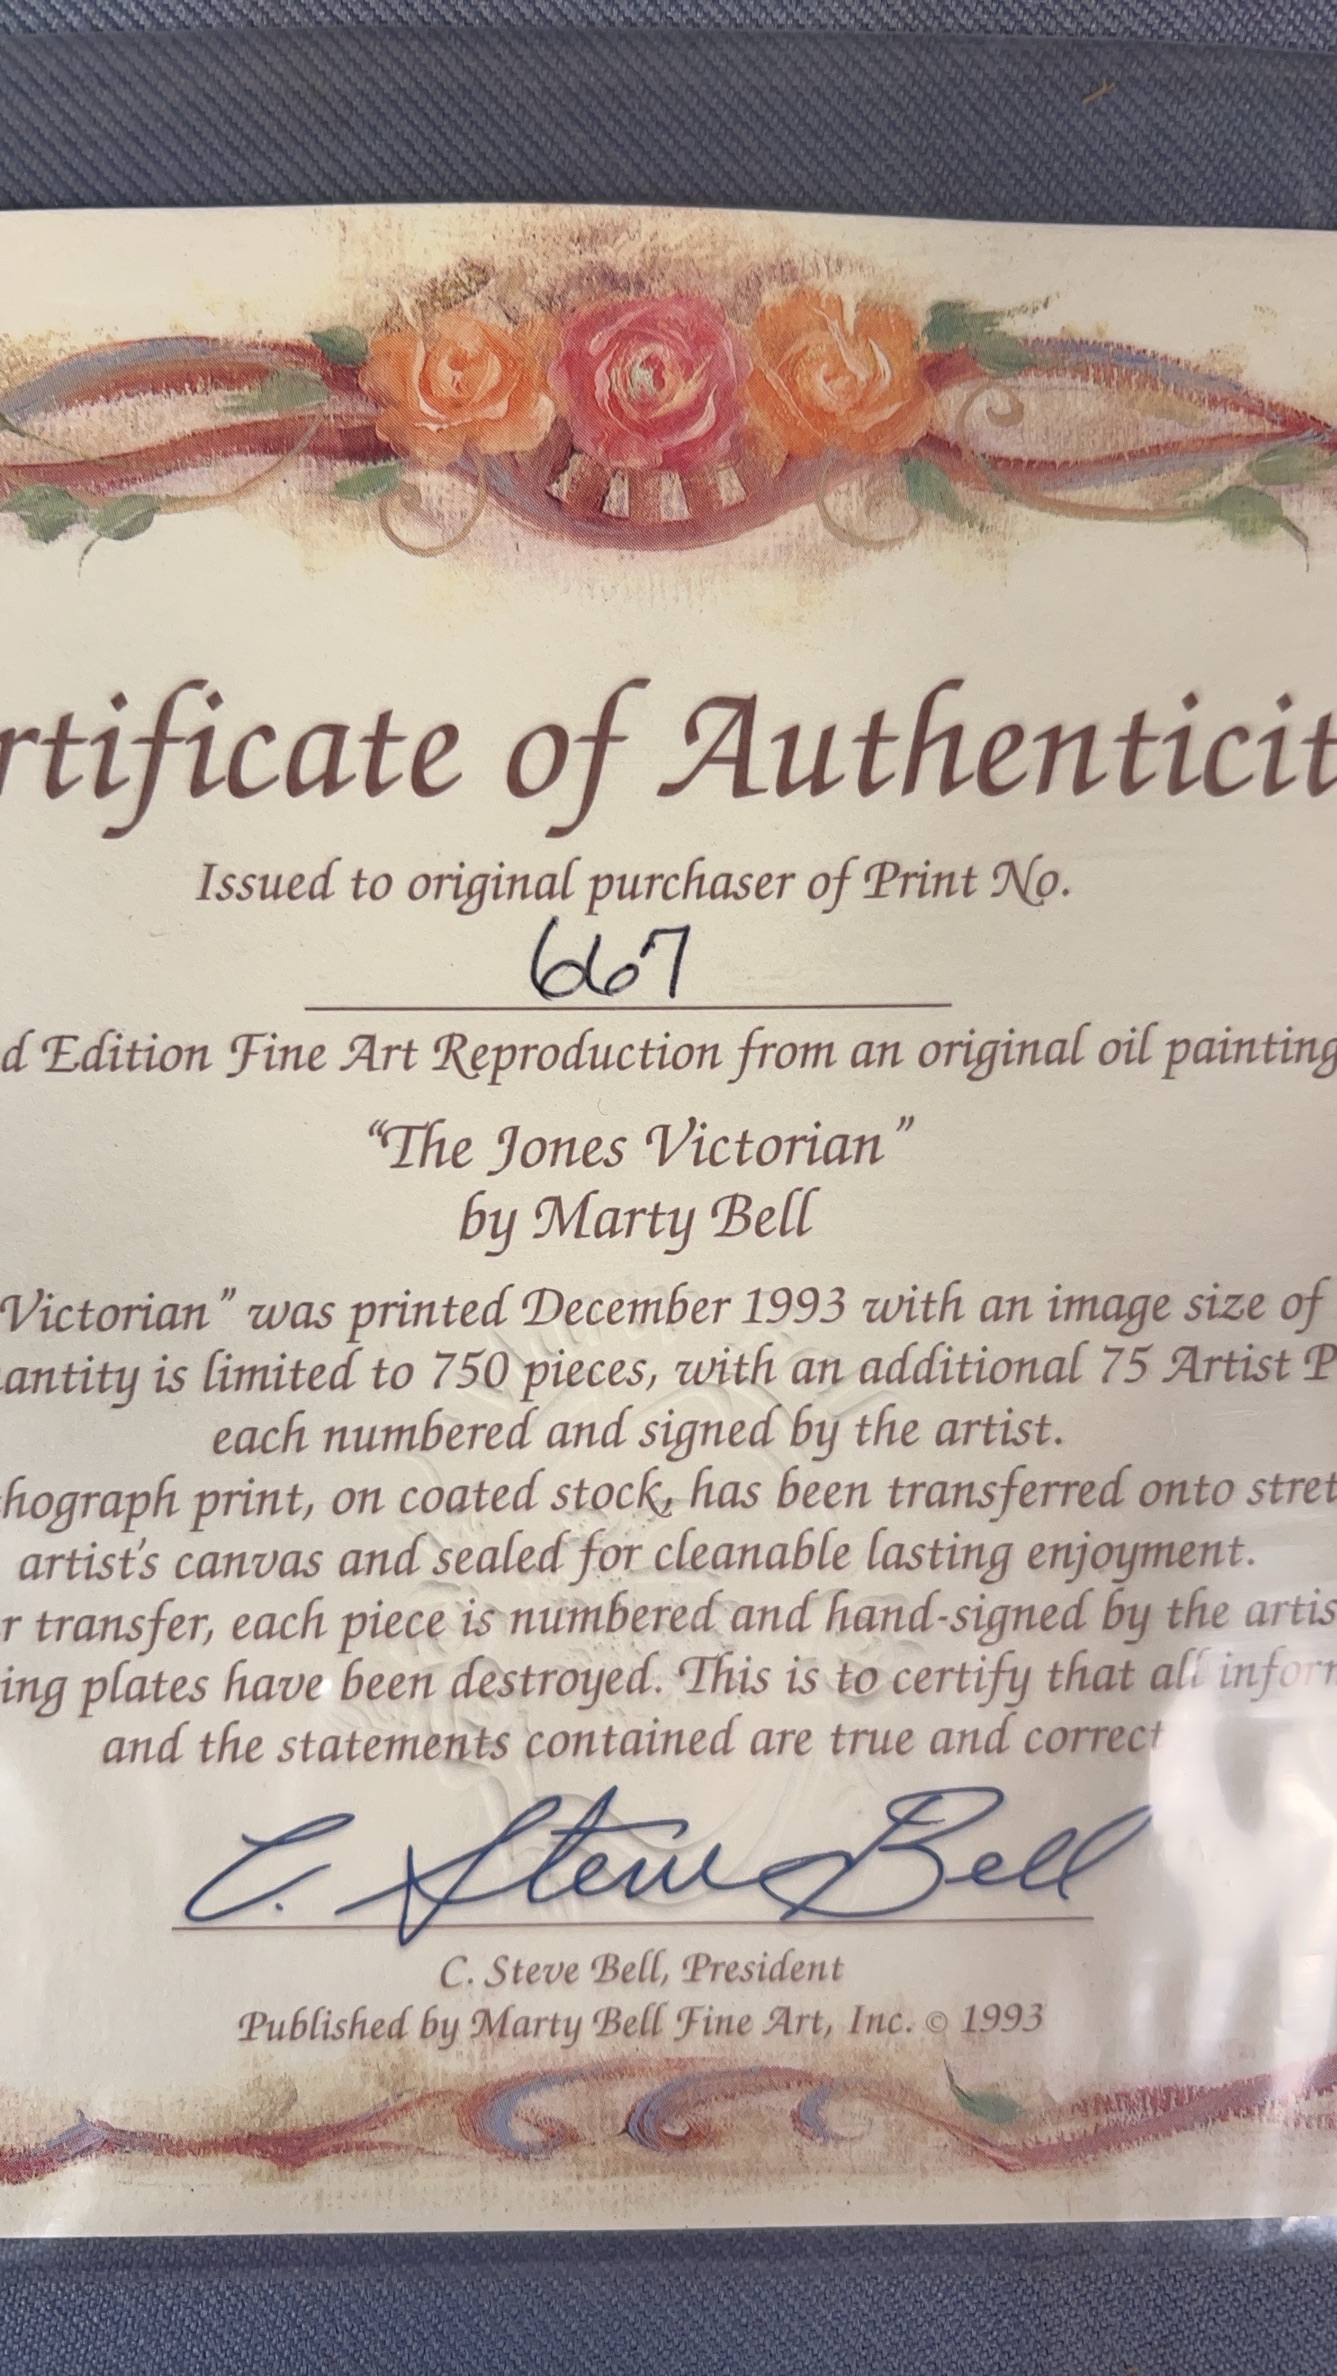 rtificate of Authenticit
Issued to original purchaser of Print No.
667
d Edition Fine Art Reproduction from an original oil painting
“The Jones Victorian”
by Marty Bell
Victorian” was printed December 1993 with an image size of
antity is limited to 750 pieces, with an additional 75 Artist P
each numbered and signed by the artist.
hograph print, on coated stock, has been transferred onto stret
artist's canvas and sealed for cleanable lasting enjoyment.
r transfer, each piece is numbered and hand-signed by the artis
ing plates have been destroyed. This is to certify that all inform
and the statements contained are true and correct
C. Steve Bell
C. Steve Bell, President
Published by Marty Bell Fine Art, Inc. © 1993